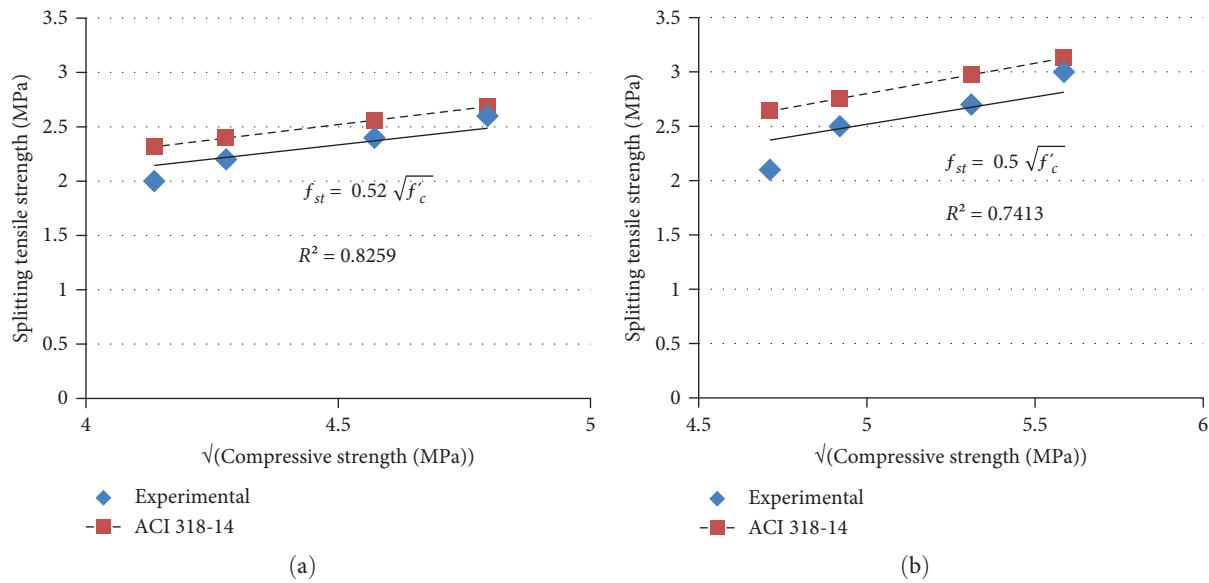 3.5
3
2.5
2
1.5
1
0.5
0
Splitting tensile strength (MPa)
f_st = 0.52 √f′_c
R² = 0.8259
4
4.5
5
√(Compressive strength (MPa))
Experimental
ACI 318-14
(a)
3.5
3
2.5
2
1.5
1
0.5
0
Splitting tensile strength (MPa)
f_st = 0.5 √f′_c
R² = 0.7413
4.5
5
5.5
6
√(Compressive strength (MPa))
Experimental
ACI 318-14
(b)